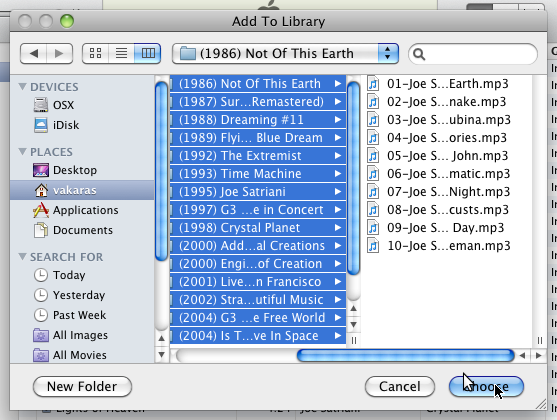 Add To Library
(1986) Not Of This Earth
DEVICES
OSX
iDisk
PLACES
Desktop
vakaras
Applications
Documents
SEARCH FOR
Today
Yesterday
Past Week
All Images
All Movies
(1986) Not Of This Earth
(1987) Sur...Remastered)
(1988) Dreaming #11
(1989) Flyi... Blue Dream
(1992) The Extremist
(1993) Time Machine
(1995) Joe Satriani
(1997) G3 ...e in Concert
(1998) Crystal Planet
(2000) Add...al Creations
(2000) Engi...of Creation
(2001) Live...n Francisco
(2002) Stra...utiful Music
(2004) G3 ...e Free World
(2004) Is T...ve In Space
01-Joe S...Earth.mp3
02-Joe S...nake.mp3
03-Joe S...ubina.mp3
04-Joe S...ories.mp3
05-Joe S... John.mp3
06-Joe S...matic.mp3
07-Joe S...Night.mp3
08-Joe S...custs.mp3
09-Joe S... Day.mp3
10-Joe S...eman.mp3
New Folder
Cancel
Choose